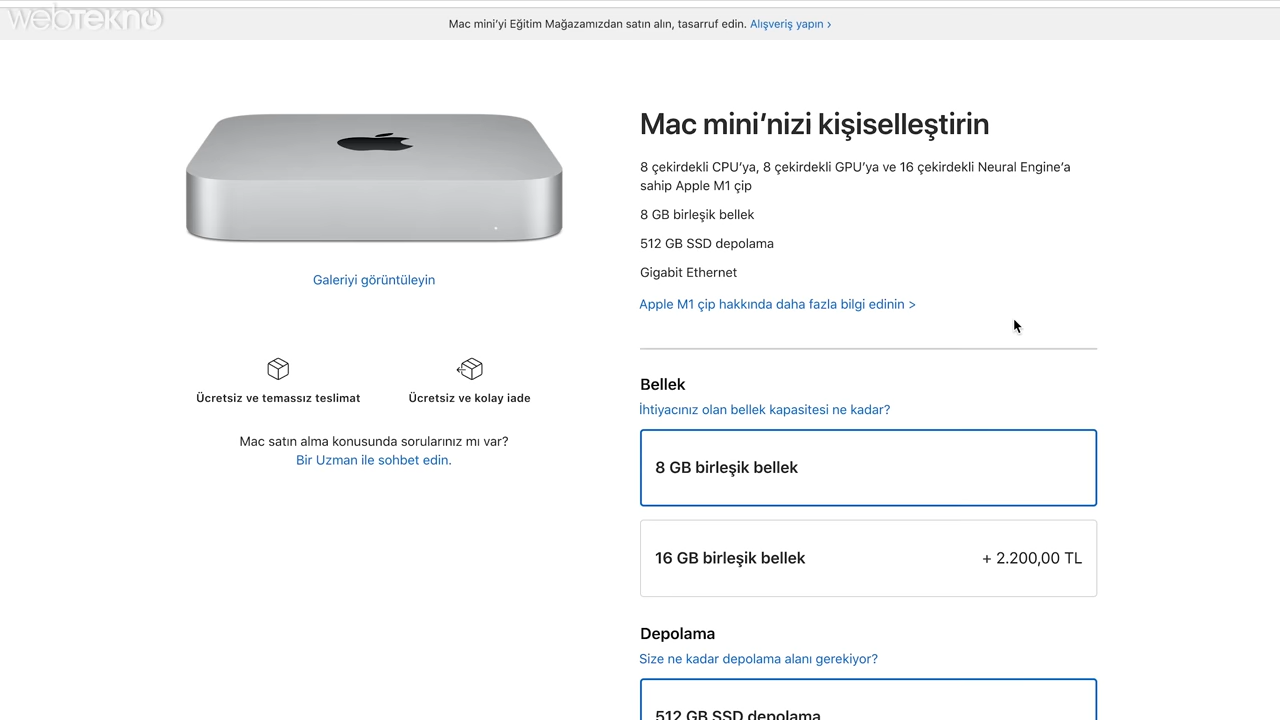 webtekno
Mac mini’yi Eğitim Mağazamızdan satın alın, tasarruf edin. Alışveriş yapın ›
Mac mini’nizi kişiselleştirin
8 çekirdekli CPU’ya, 8 çekirdekli GPU’ya ve 16 çekirdekli Neural Engine’a
sahip Apple M1 çip
8 GB birleşik bellek
512 GB SSD depolama
Gigabit Ethernet
Apple M1 çip hakkında daha fazla bilgi edinin >
Galeriyi görüntüleyin
Ücretsiz ve temassız teslimat
Ücretsiz ve kolay iade
Mac satın alma konusunda sorularınız mı var?
Bir Uzman ile sohbet edin.
Bellek
İhtiyacınız olan bellek kapasitesi ne kadar?
8 GB birleşik bellek
16 GB birleşik bellek + 2.200,00 TL
Depolama
Size ne kadar depolama alanı gerekiyor?
512 GB SSD depolama